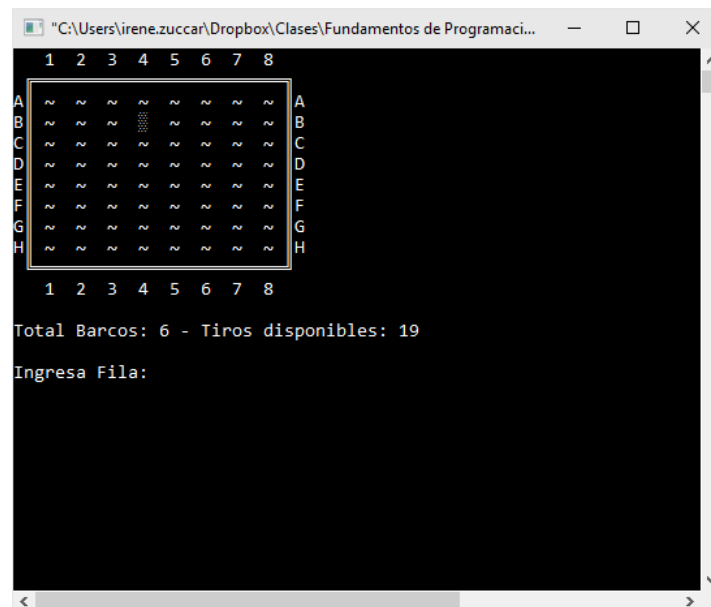 "C:\Users\irene.zuccar\Dropbox\Clases\Fundamentos de Programaci...
1 2 3 4 5 6 7 8
A ~ ~ ~ ~ ~ ~ ~ ~ A
B ~ ~ ~ ░ ~ ~ ~ ~ B
C ~ ~ ~ ~ ~ ~ ~ ~ C
D ~ ~ ~ ~ ~ ~ ~ ~ D
E ~ ~ ~ ~ ~ ~ ~ ~ E
F ~ ~ ~ ~ ~ ~ ~ ~ F
G ~ ~ ~ ~ ~ ~ ~ ~ G
H ~ ~ ~ ~ ~ ~ ~ ~ H
1 2 3 4 5 6 7 8
Total Barcos: 6 - Tiros disponibles: 19
Ingresa Fila: